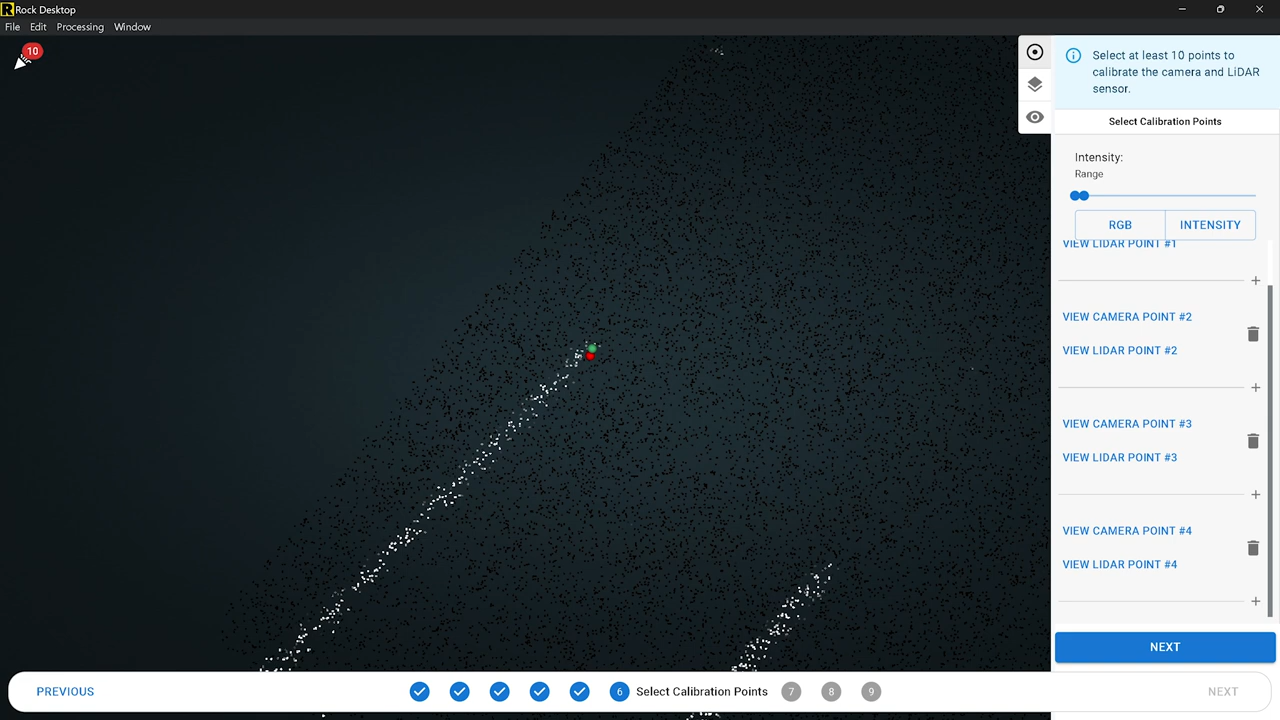 R Rock Desktop
File Edit Processing Window
10
Select at least 10 points to
calibrate the camera and LiDAR
sensor.
Select Calibration Points
Intensity:
Range
RGB INTENSITY
VIEW LIDAR POINT #1
VIEW CAMERA POINT #2
VIEW LIDAR POINT #2
VIEW CAMERA POINT #3
VIEW LIDAR POINT #3
VIEW CAMERA POINT #4
VIEW LIDAR POINT #4
NEXT
PREVIOUS 6 Select Calibration Points 7 8 9 NEXT